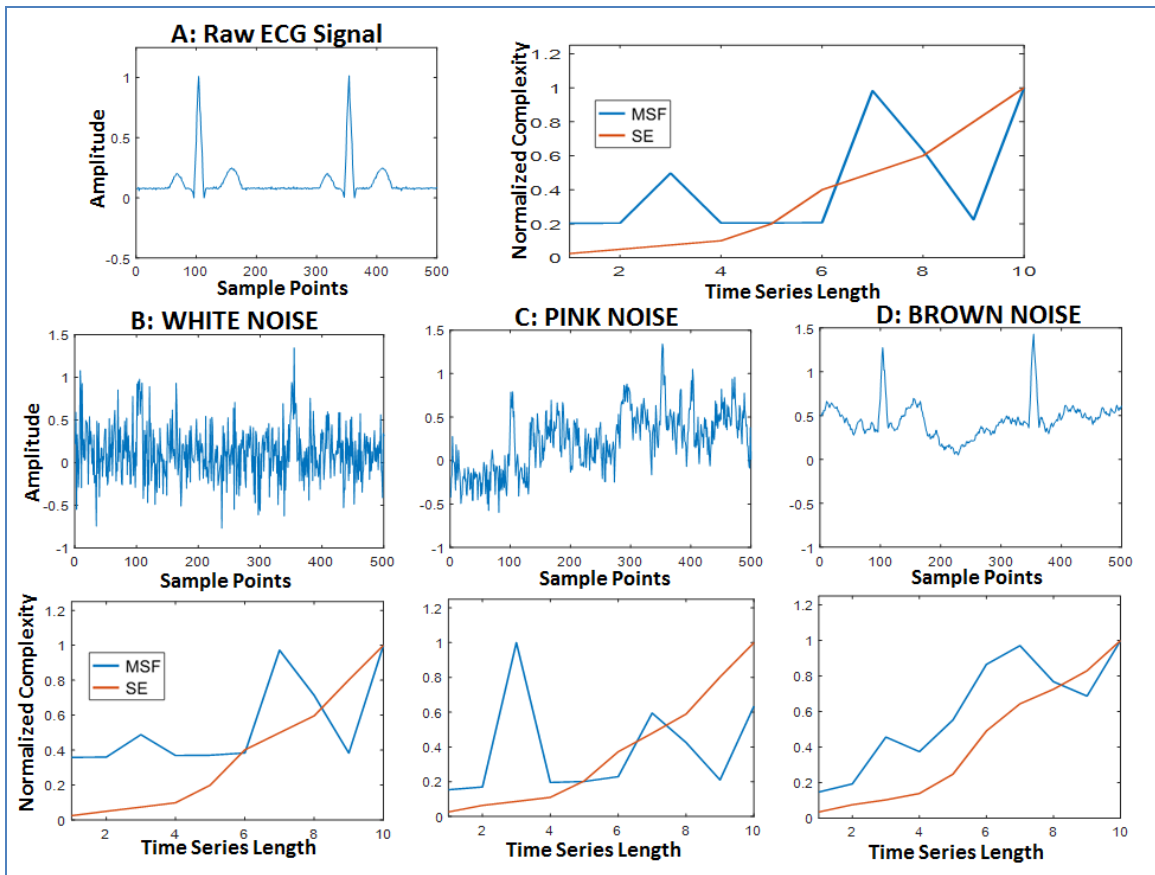 A: Raw ECG Signal
Amplitude
1
0.5
0
-0.5
0 100 200 300 400 500
Sample Points
Normalized Complexity
1.2
1
0.8
0.6
0.4
0.2
0
MSF
SE
2 4 6 8 10
Time Series Length
B: WHITE NOISE
Amplitude
1.5
1
0.5
0
-0.5
-1
0 100 200 300 400 500
Sample Points
C: PINK NOISE
1.5
1
0.5
0
-0.5
-1
0 100 200 300 400 500
Sample Points
D: BROWN NOISE
1.5
1
0.5
0
-0.5
-1
0 100 200 300 400 500
Sample Points
Normalized Complexity
1.2
1
0.8
0.6
0.4
0.2
0
MSF
SE
2 4 6 8 10
Time Series Length
1.2
1
0.8
0.6
0.4
0.2
0
2 4 6 8 10
Time Series Length
1.2
1
0.8
0.6
0.4
0.2
0
2 4 6 8 10
Time Series Length